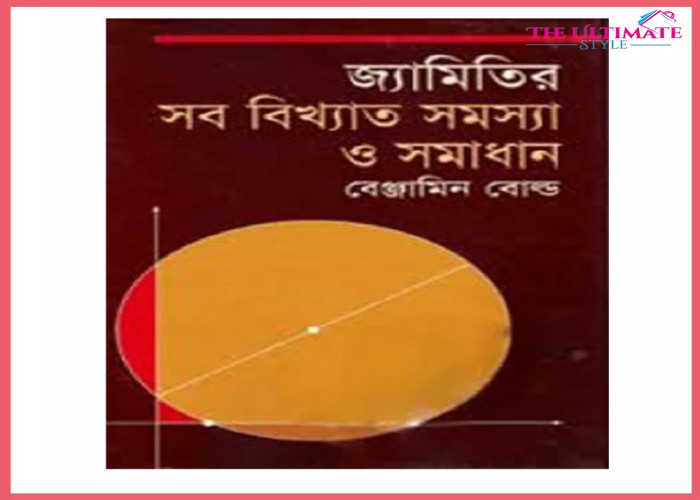 THE ULTIMATE
STYLE
জ্যামিতির
সব বিখ্যাত সমস্যা
ও সমাধান
বেঞ্জামিন বোল্ড